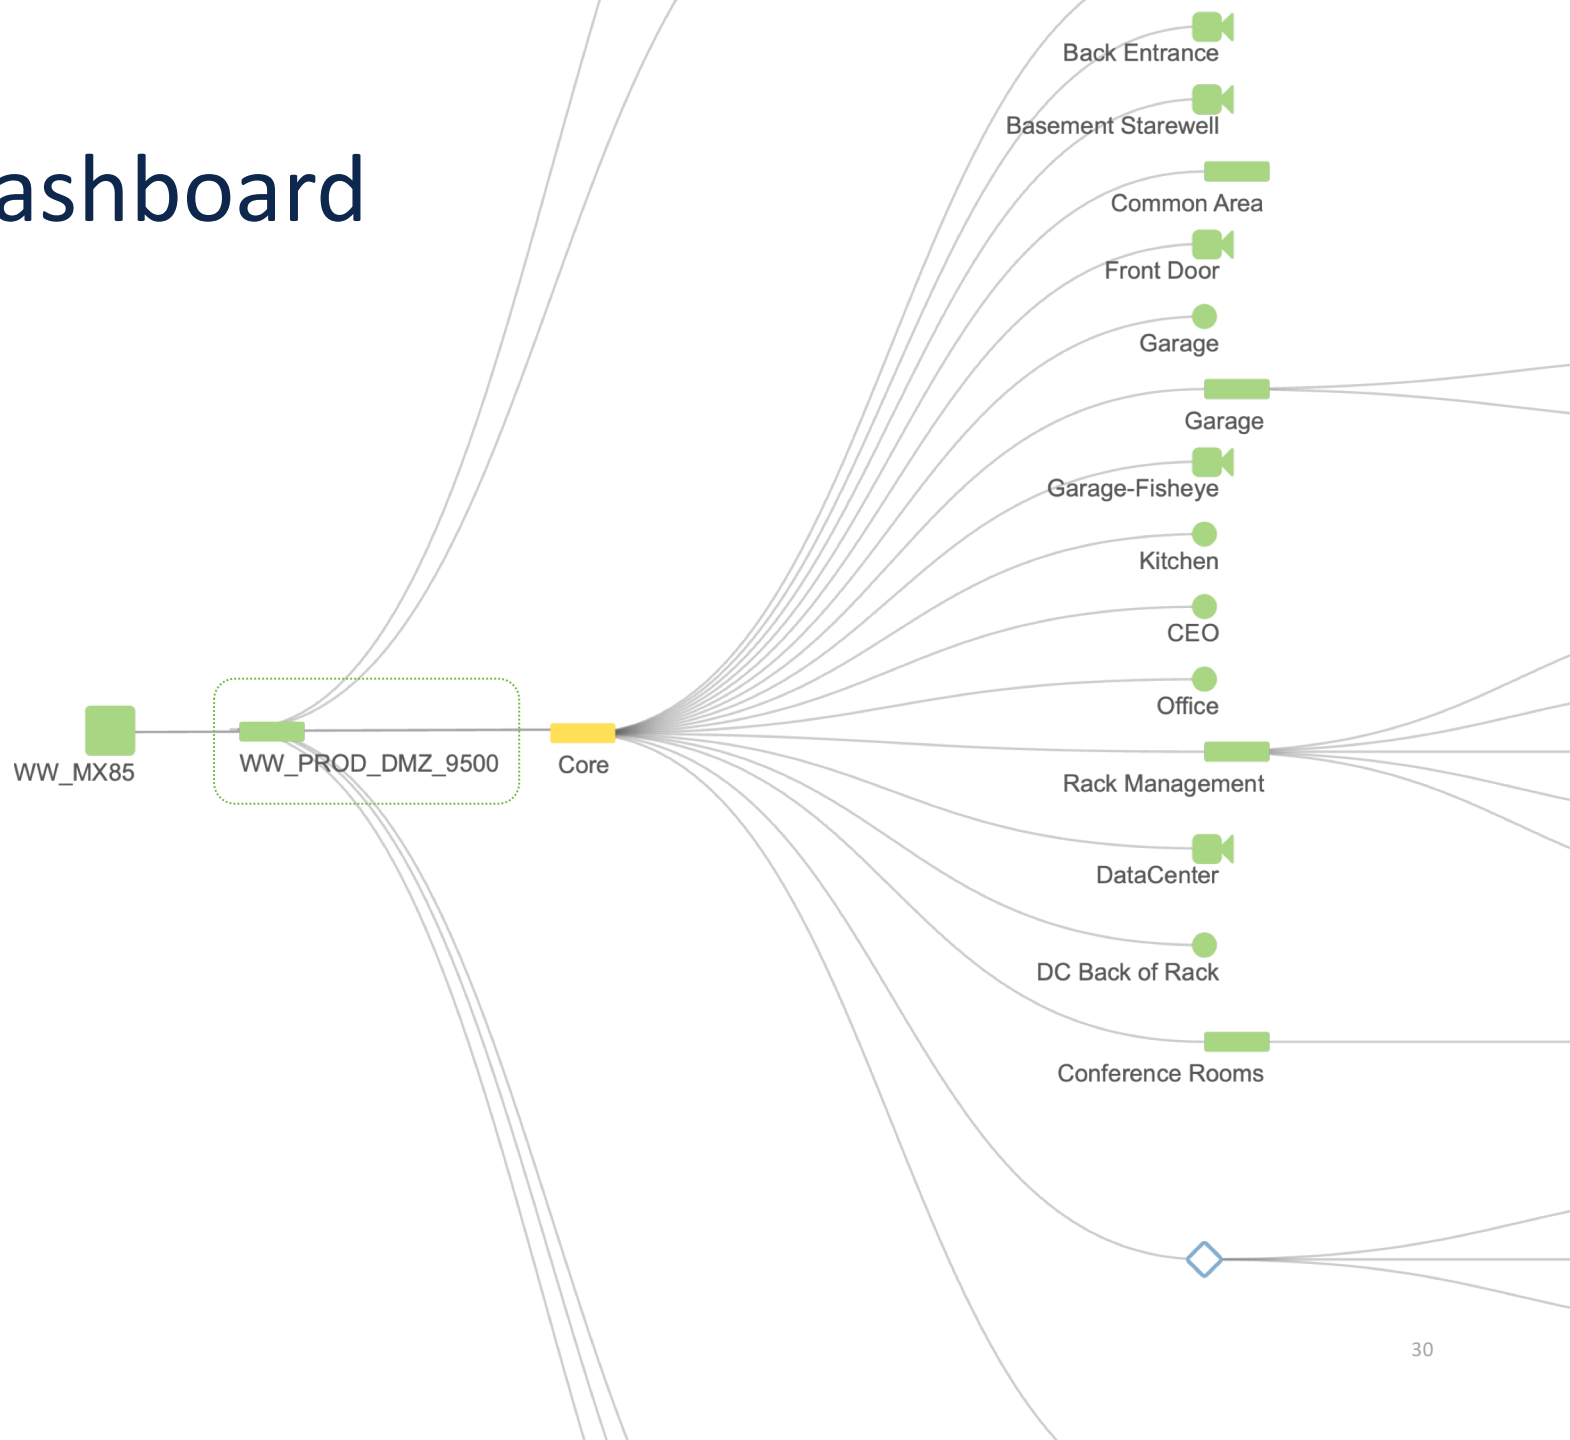 ashboard
Back Entrance
Basement Starewell
Common Area
Front Door
Garage
Garage
Garage-Fisheye
Kitchen
CEO
Office
WW_MX85
WW_PROD_DMZ_9500
Core
Rack Management
DataCenter
DC Back of Rack
Conference Rooms
30